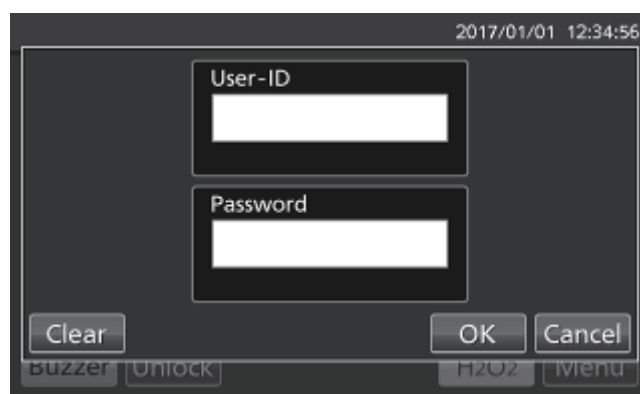 2017/01/01 12:34:56
User-ID
Password
Clear OK Cancel
Buzzer Unlock H2O2 Menu